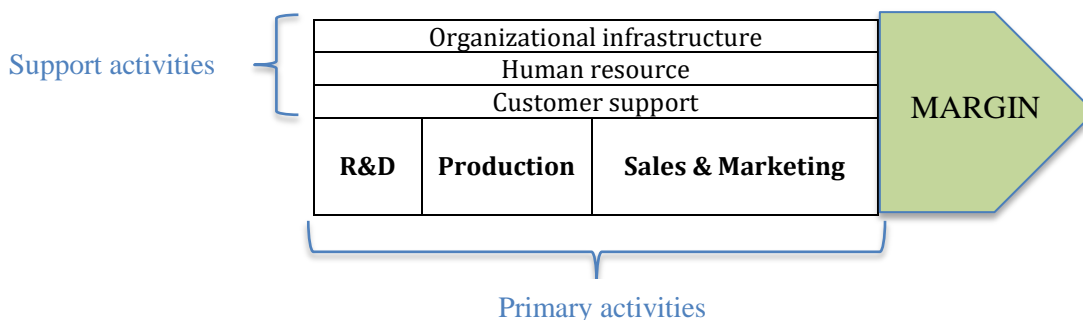 Organizational infrastructure
Support activities
Human resource
Customer support
MARGIN
R&D
Production
Sales & Marketing
Primary activities